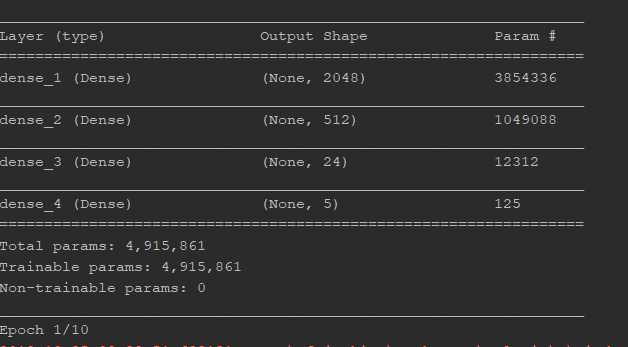 Layer (type) Output Shape Param #
=================================================================
dense_1 (Dense) (None, 2048) 3854336
dense_2 (Dense) (None, 512) 1049088
dense_3 (Dense) (None, 24) 12312
dense_4 (Dense) (None, 5) 125
=================================================================
Total params: 4,915,861
Trainable params: 4,915,861
Non-trainable params: 0
Epoch 1/10